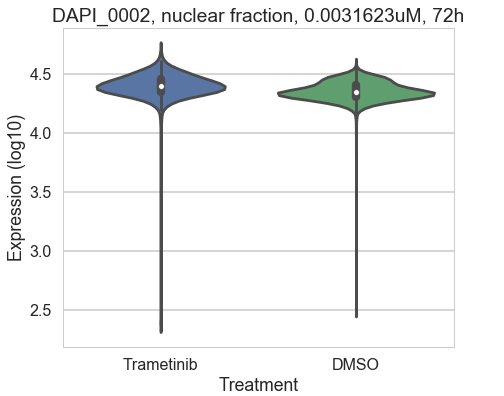 DAPI_0002, nuclear fraction, 0.0031623uM, 72h
4.5
4.0
3.5
3.0
2.5
Expression (log10)
Trametinib
DMSO
Treatment